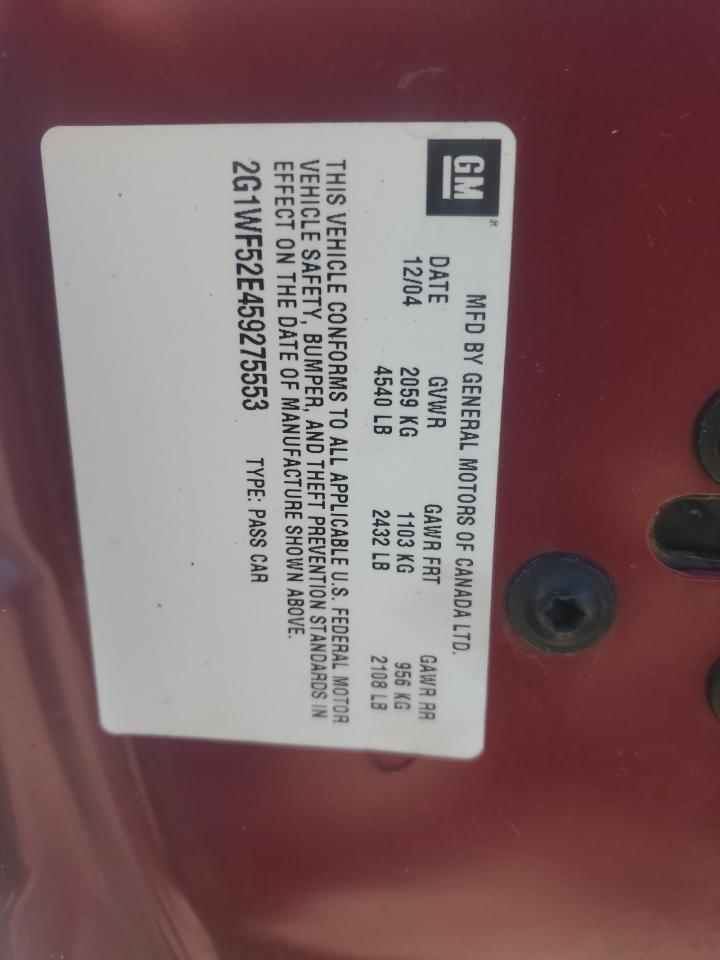 GM
MFD BY GENERAL MOTORS OF CANADA LTD.
DATE GVWR GAWR FRT GAWR RR
12/04 2059 KG 1103 KG 956 KG
4540 LB 2432 LB 2108 LB
THIS VEHICLE CONFORMS TO ALL APPLICABLE U.S. FEDERAL MOTOR
VEHICLE SAFETY, BUMPER, AND THEFT PREVENTION STANDARDS IN
EFFECT ON THE DATE OF MANUFACTURE SHOWN ABOVE.
2G1WF52E459275553 TYPE: PASS CAR